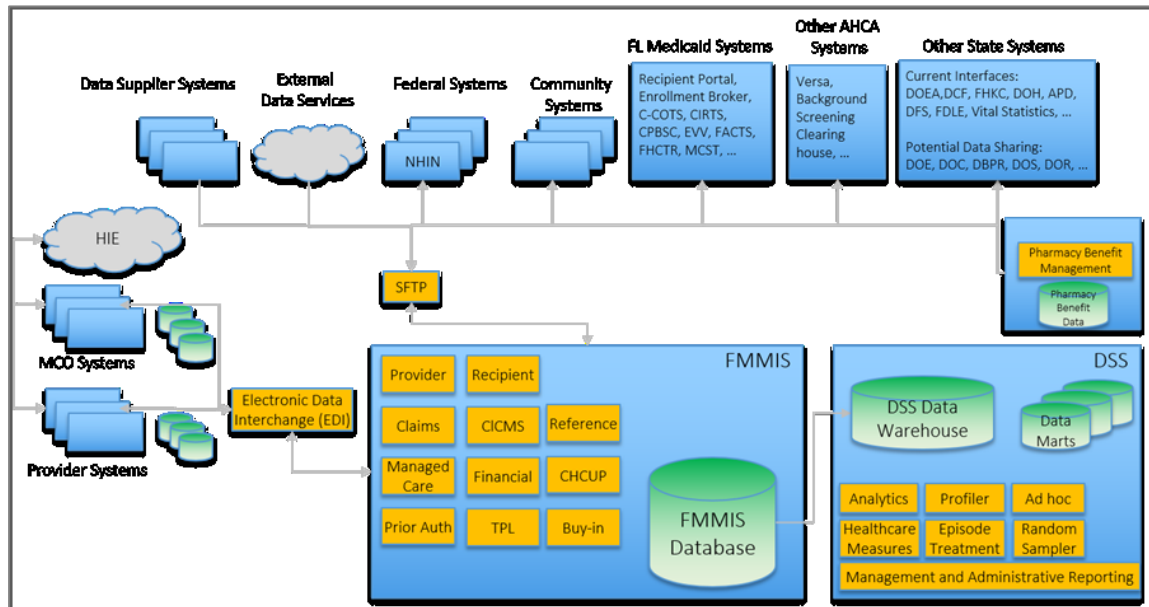 Data Supplier Systems
External
Data Services
Federal Systems
Community
Systems
FL Medicaid Systems
Other AHCA
Systems
Other State Systems
NHIN
Recipient Portal,
Enrollment Broker,
C-COTS, CIRTS,
CPBSC, EVV, FACTS,
FHCTR, MCST, ...
Versa,
Background
Screening
Clearing
house, ...
Current Interfaces:
DOEA,DCF, FHKC, DOH, APD,
DFS, FDLE, Vital Statistics, ...
Potential Data Sharing:
DOE, DOC, DBPR, DOS, DOR, ...
HIE
SFTP
Pharmacy Benefit
Management
Pharmacy
Benefit
Data
MCO Systems
Provider Systems
Electronic Data
Interchange (EDI)
FMMIS
Provider
Recipient
Claims
CICMS
Reference
Managed
Care
Financial
CHCUP
Prior Auth
TPL
Buy-in
FMMIS
Database
DSS
DSS Data
Warehouse
Data
Marts
Analytics
Profiler
Ad hoc
Healthcare
Measures
Episode
Treatment
Random
Sampler
Management and Administrative Reporting